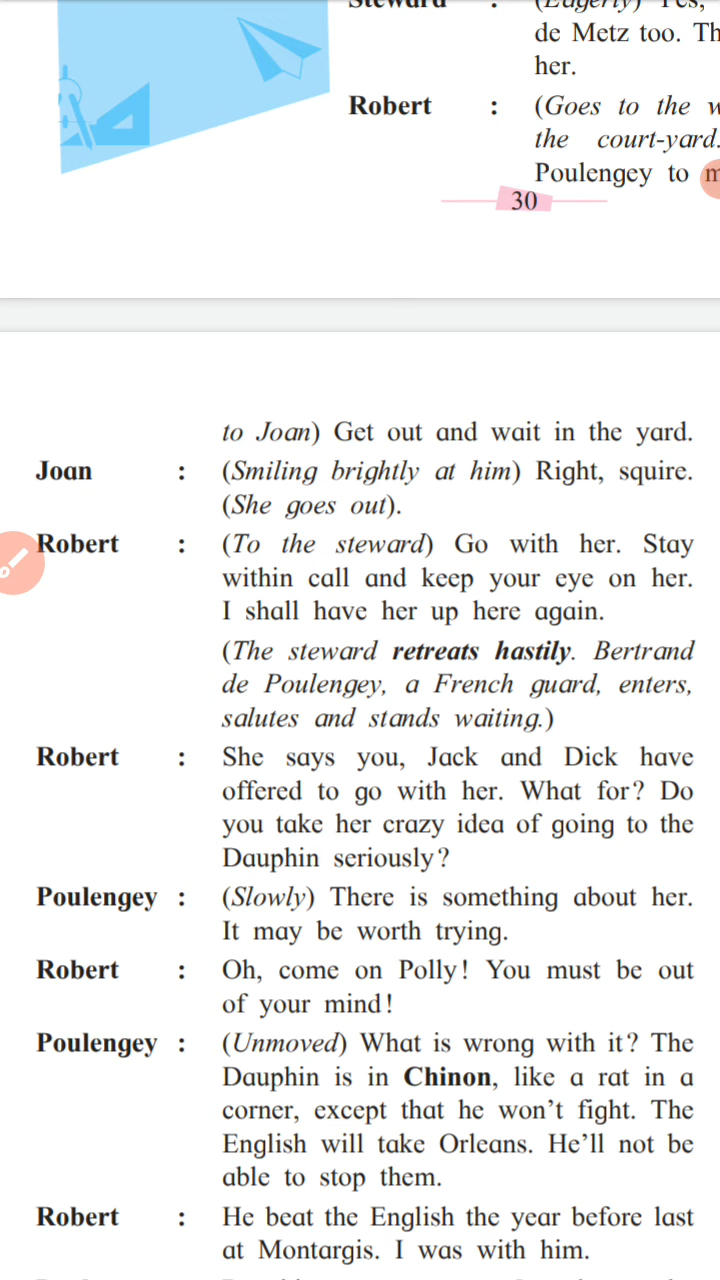 Steward : (Eagerly) Yes,
de Metz too. Th
her.
Robert : (Goes to the w
the court-yard.
Poulengey to m
30
to Joan) Get out and wait in the yard.
Joan : (Smiling brightly at him) Right, squire.
(She goes out).
Robert : (To the steward) Go with her. Stay
within call and keep your eye on her.
I shall have her up here again.
(The steward retreats hastily. Bertrand
de Poulengey, a French guard, enters,
salutes and stands waiting.)
Robert : She says you, Jack and Dick have
offered to go with her. What for? Do
you take her crazy idea of going to the
Dauphin seriously?
Poulengey : (Slowly) There is something about her.
It may be worth trying.
Robert : Oh, come on Polly! You must be out
of your mind!
Poulengey : (Unmoved) What is wrong with it? The
Dauphin is in Chinon, like a rat in a
corner, except that he won't fight. The
English will take Orleans. He'll not be
able to stop them.
Robert : He beat the English the year before last
at Montargis. I was with him.